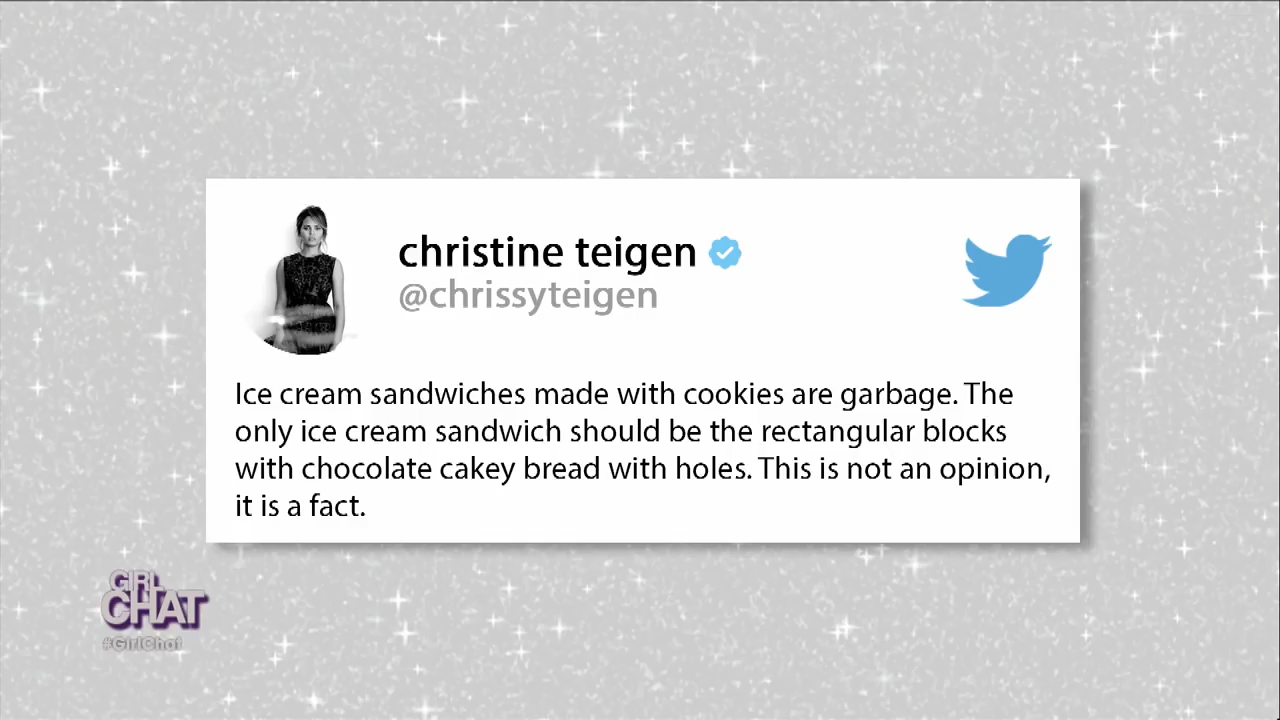 christine teigen
@chrissyteigen
Ice cream sandwiches made with cookies are garbage. The
only ice cream sandwich should be the rectangular blocks
with chocolate cakey bread with holes. This is not an opinion,
it is a fact.
GIRL
CHAT
#GirlChat